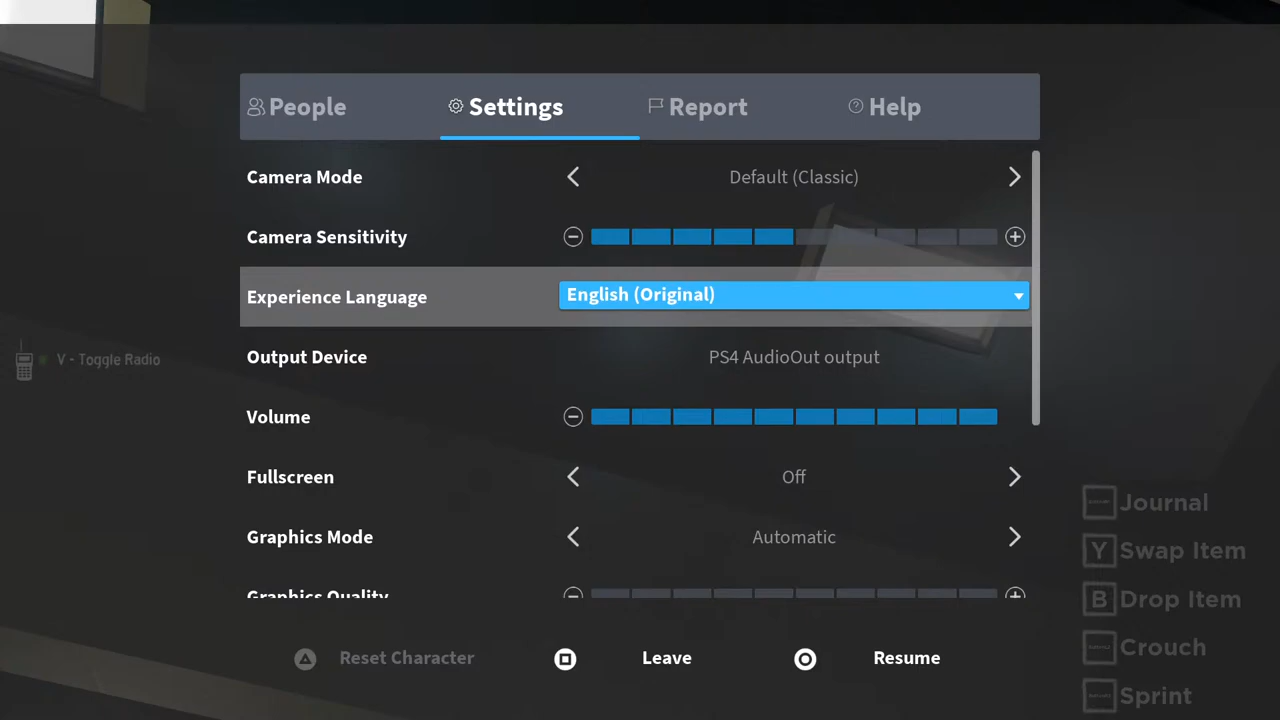 People
Settings
Report
Help
Camera Mode
Default (Classic)
Camera Sensitivity
Experience Language
English (Original)
Output Device
PS4 AudioOut output
V - Toggle Radio
Volume
Fullscreen
Off
Graphics Mode
Automatic
Graphics Quality
Journal
Y Swap Item
B Drop Item
Crouch
Sprint
Reset Character
Leave
Resume